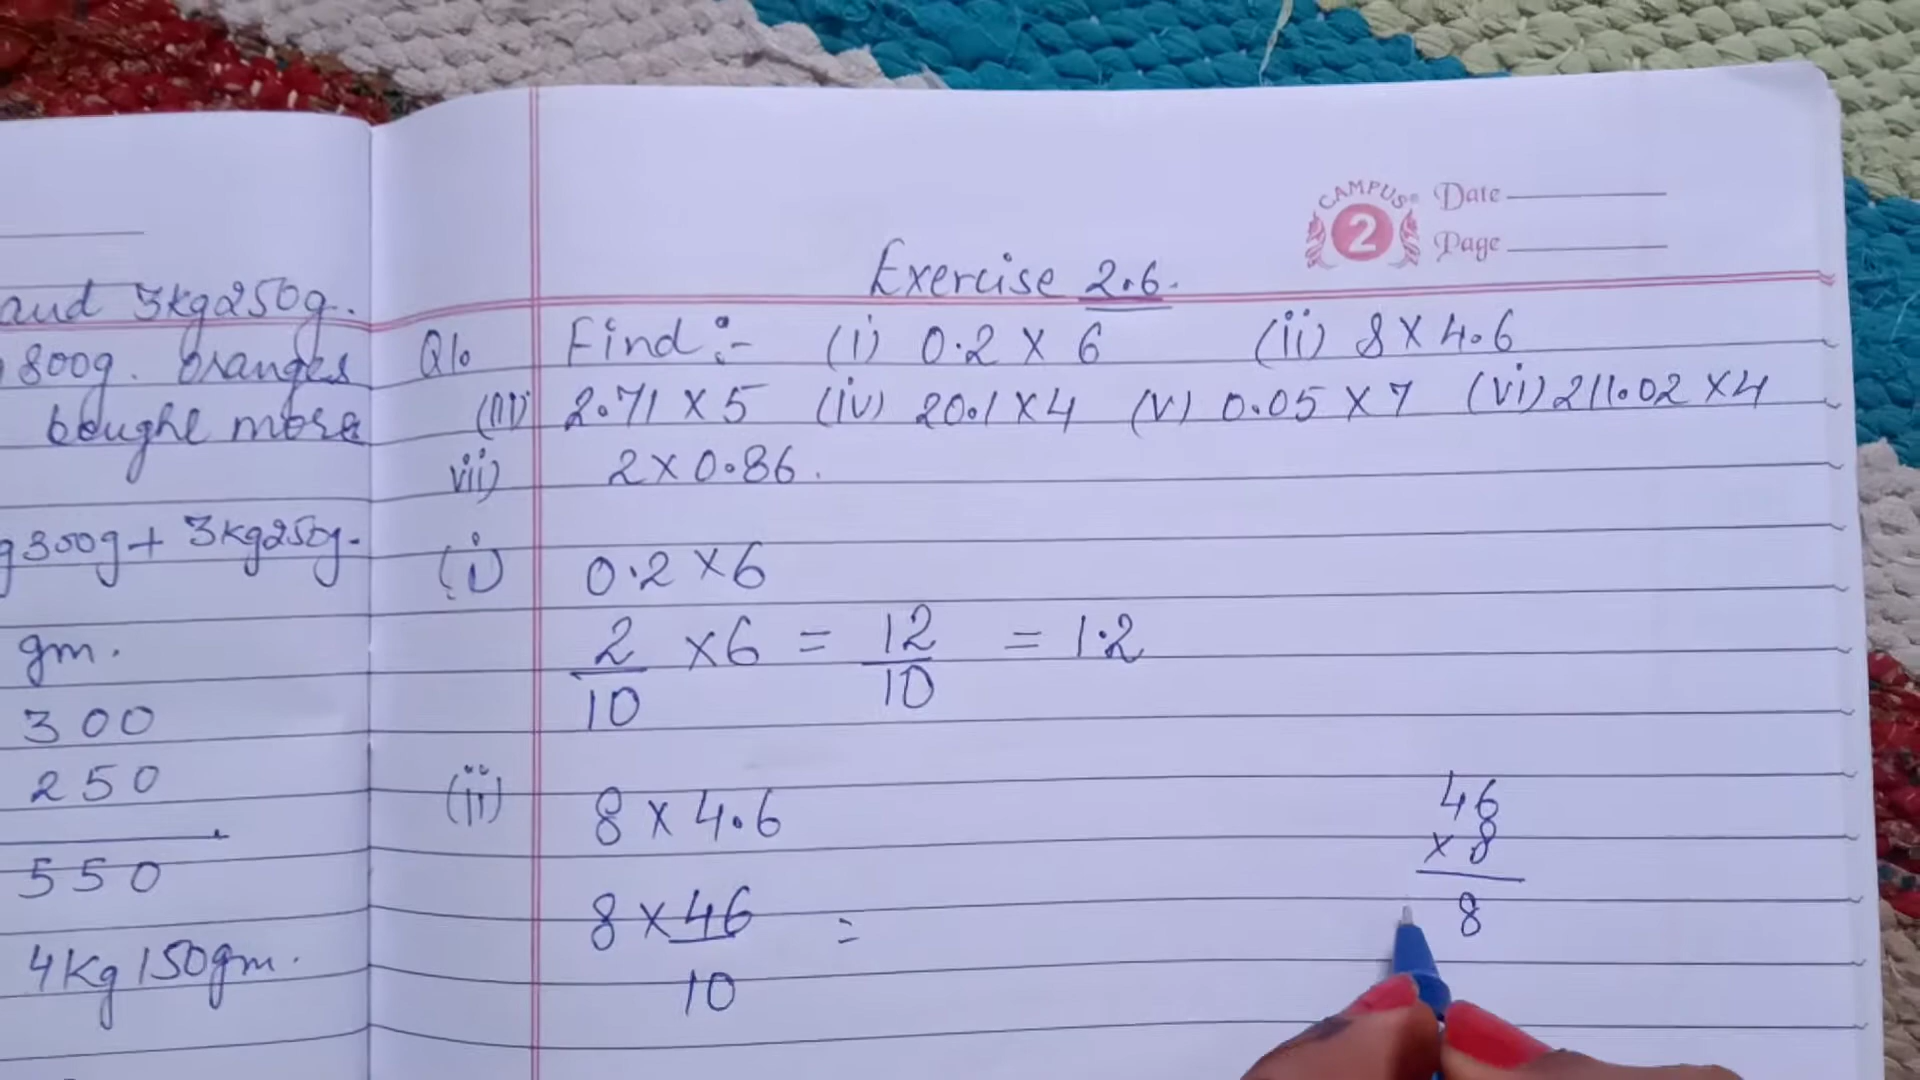 and 3kg250g.
800g. oranges
bought more
g300g + 3kg250g.
gm.
300
250
550
4Kg 150gm.
CAMPUS 2
Date
Page
Exercise 2.6.
Q1. Find:- (i) 0.2 × 6 (ii) 8 × 4.6
(iii) 2.71 × 5 (iv) 20.1 × 4 (v) 0.05 × 7 (vi) 211.02 × 4
vii) 2 × 0.86.
(i) 0.2 × 6
2/10 × 6 = 12/10 = 1.2
(ii) 8 × 4.6
46
× 8
8
8 × 46/10 =